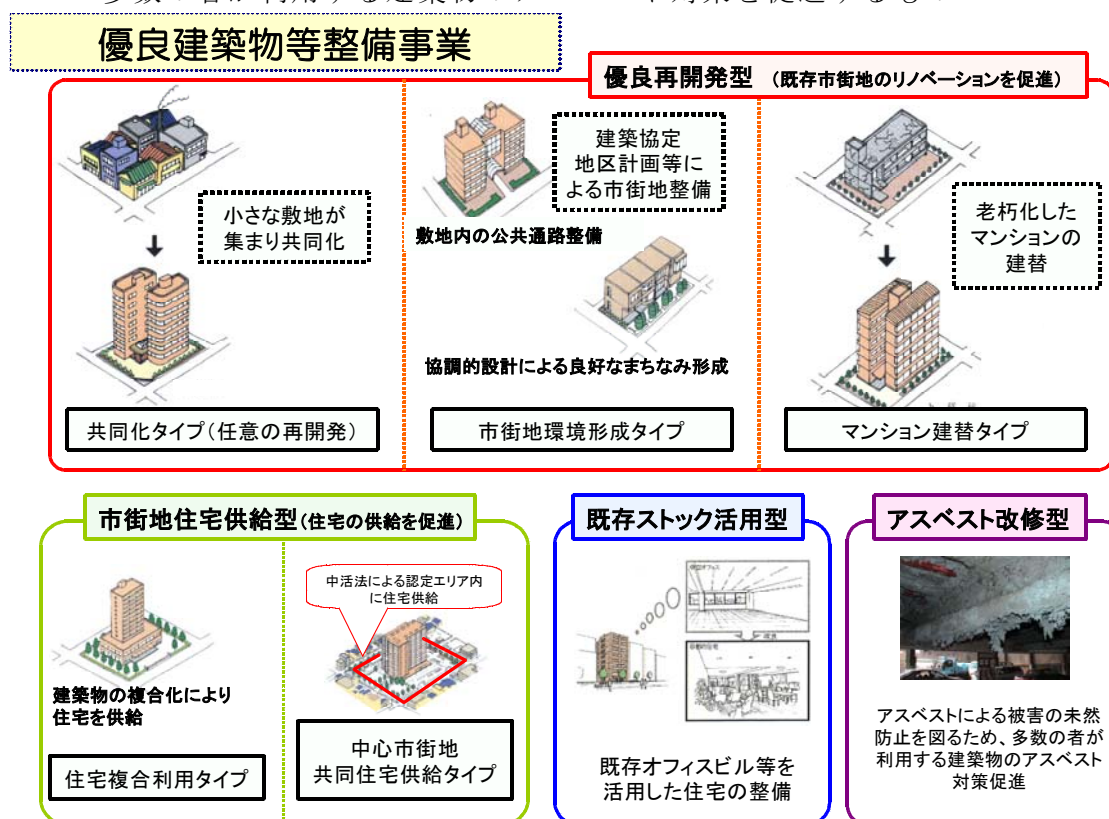 優良建築物等整備事業
優良再開発型 (既存市街地のリノベーションを促進)
小さな敷地が
集まり共同化
共同化タイプ(任意の再開発)
建築協定
地区計画等に
よる市街地整備
敷地内の公共通路整備
協調的設計による良好なまちなみ形成
市街地環境形成タイプ
老朽化した
マンションの
建替
マンション建替タイプ
市街地住宅供給型(住宅の供給を促進)
建築物の複合化により
住宅を供給
住宅複合利用タイプ
中活法による認定エリア内
に住宅供給
中心市街地
共同住宅供給タイプ
既存ストック活用型
既存オフィスビル等を
活用した住宅の整備
アスベスト改修型
アスベストによる被害の未然
防止を図るため、多数の者が
利用する建築物のアスベスト
対策促進